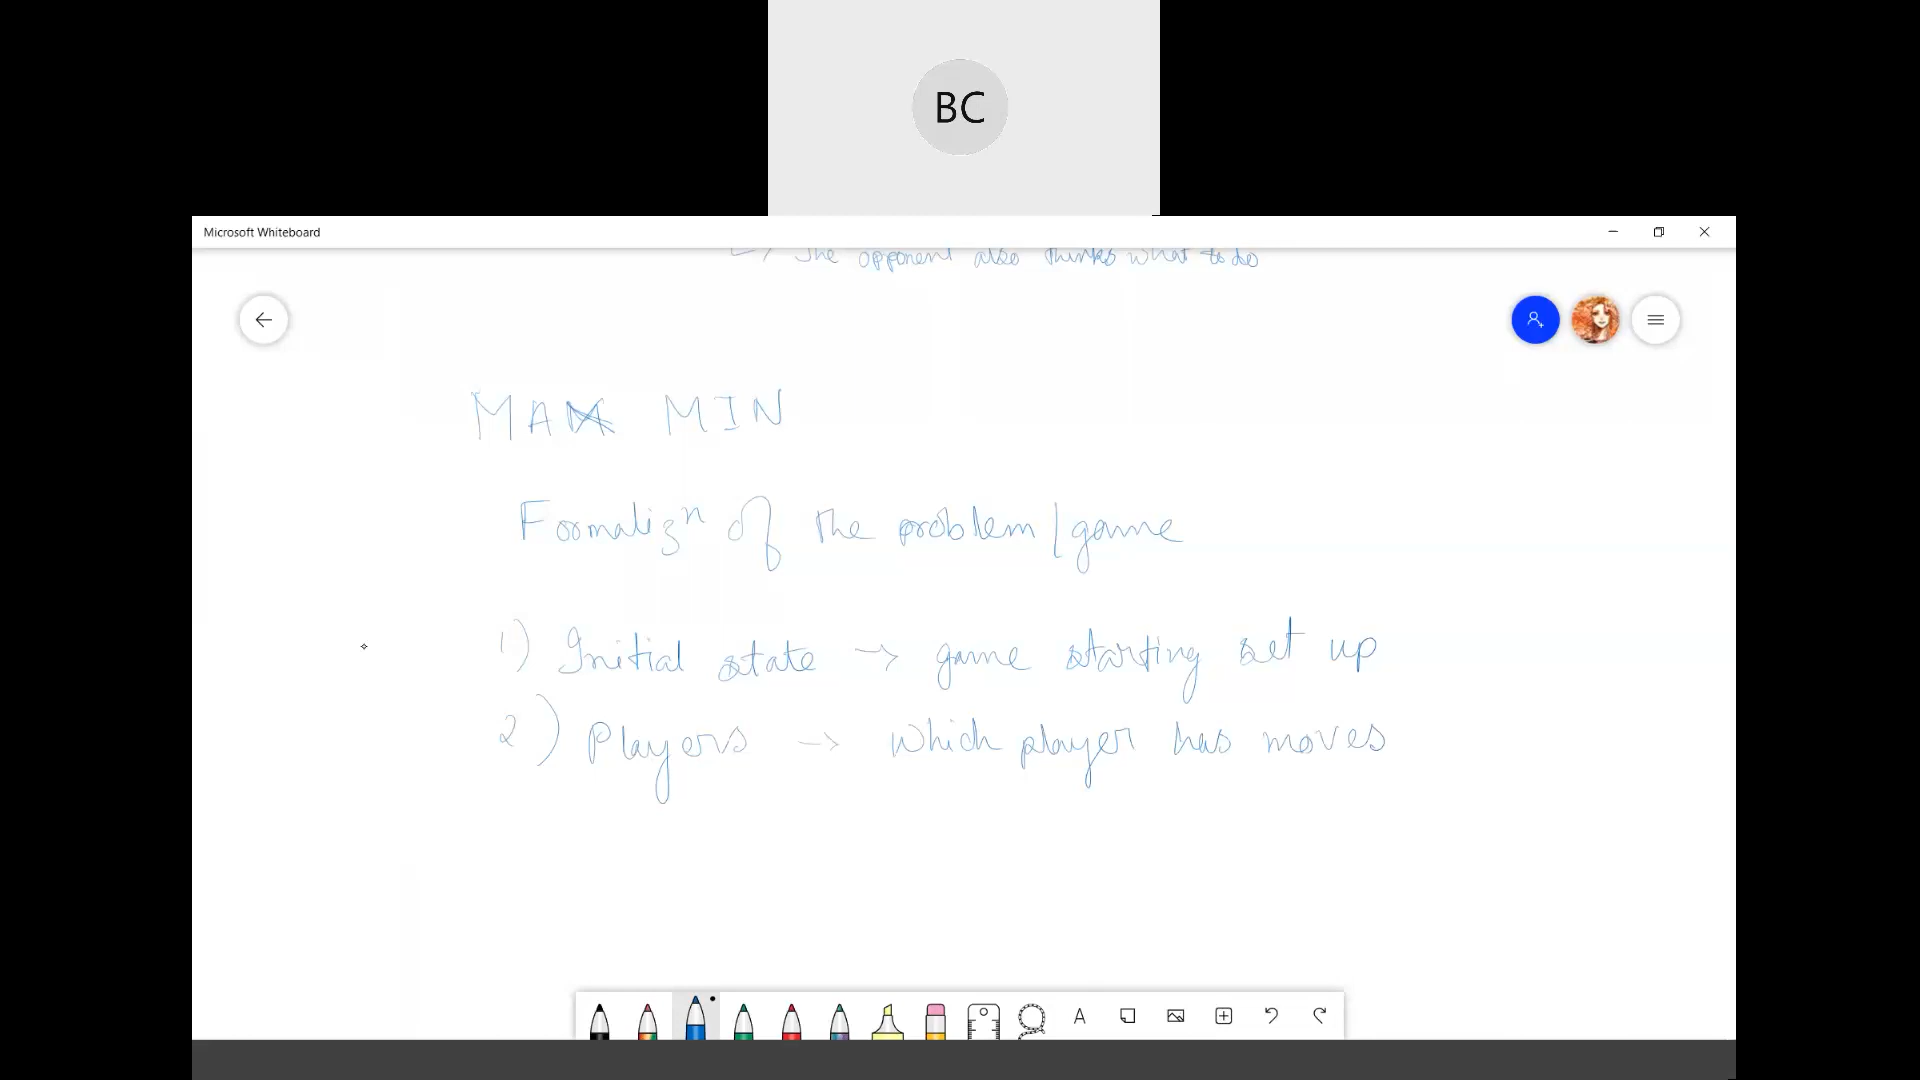 BC
Microsoft Whiteboard
↳ The opponent also thinks what to do
MAX MIN
Formalizⁿ of the problem/game
1) Initial state → game starting set up
2) Players → which player has moves
A